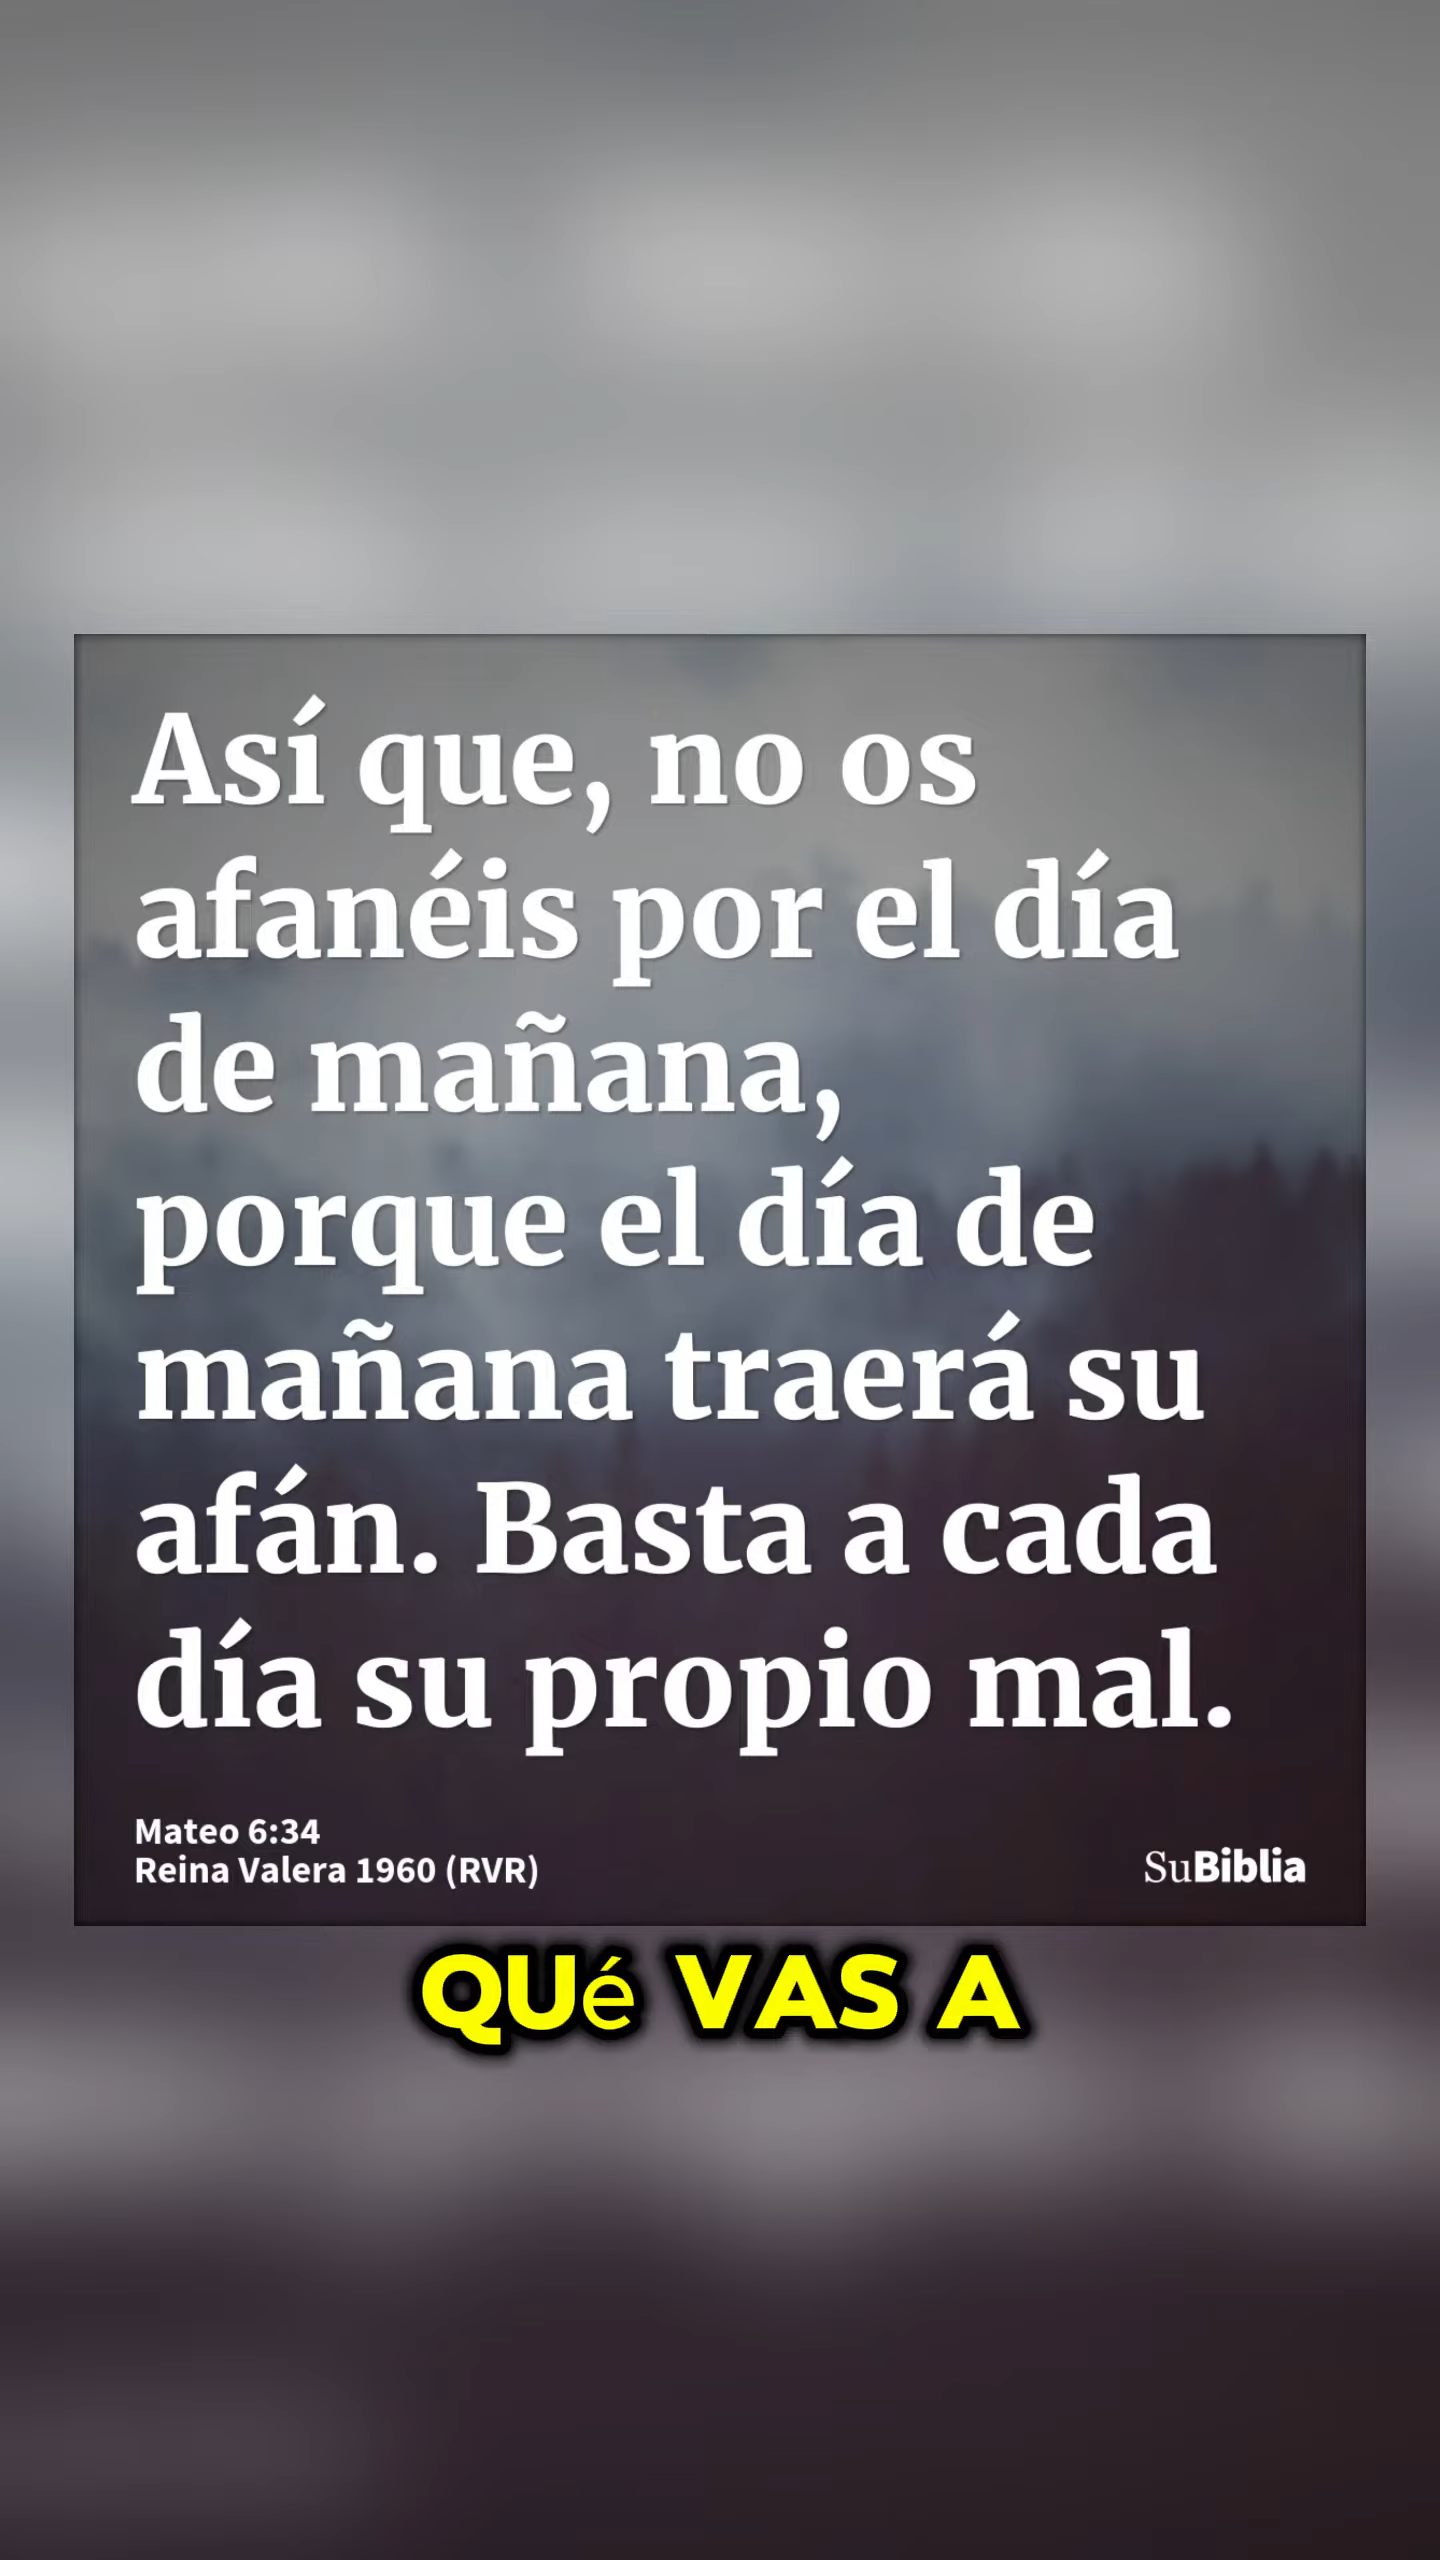 Así que, no os
afanéis por el día
de mañana,
porque el día de
mañana traerá su
afán. Basta a cada
día su propio mal.
Mateo 6:34
Reina Valera 1960 (RVR)
SuBiblia
QUé VAS A